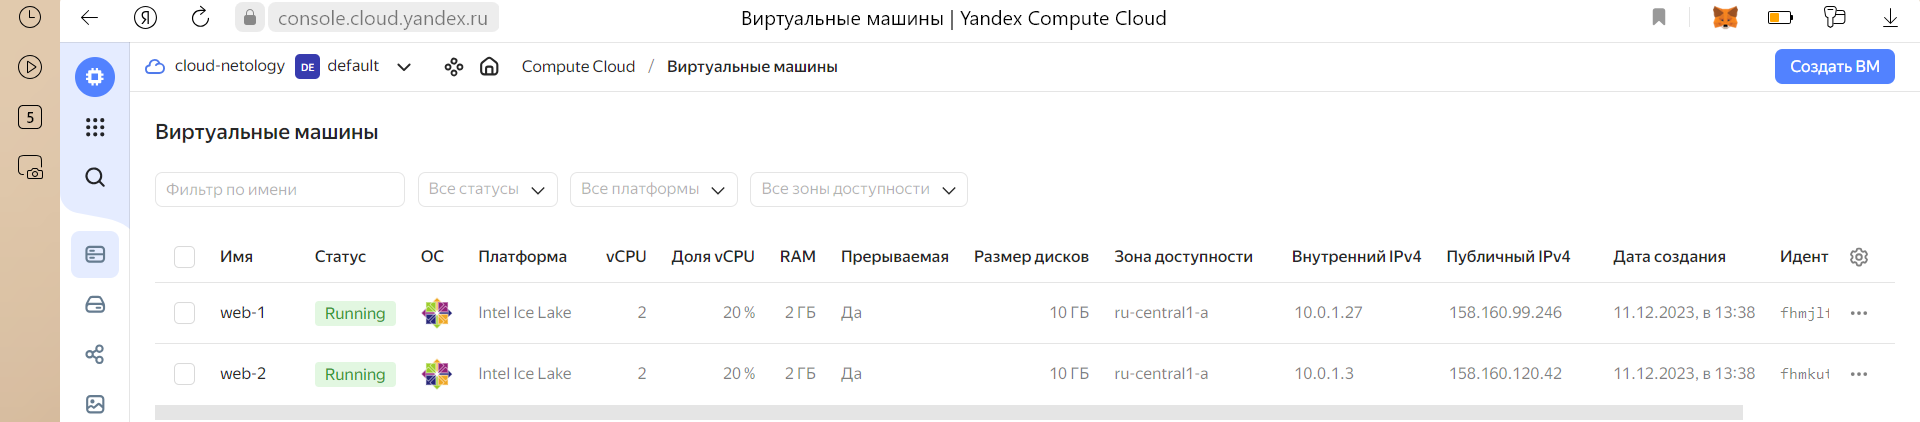 Я console.cloud.yandex.ru Виртуальные машины | Yandex Compute Cloud
cloud-netology DE default Compute Cloud / Виртуальные машины Создать ВМ
5
Виртуальные машины
Фильтр по имени Все статусы Все платформы Все зоны доступности
Имя Статус ОС Платформа vCPU Доля vCPU RAM Прерываемая Размер дисков Зона доступности Внутренний IPv4 Публичный IPv4 Дата создания Идент
web-1 Running Intel Ice Lake 2 20 % 2 ГБ Да 10 ГБ ru-central1-a 10.0.1.27 158.160.99.246 11.12.2023, в 13:38 fhmjl
web-2 Running Intel Ice Lake 2 20 % 2 ГБ Да 10 ГБ ru-central1-a 10.0.1.3 158.160.120.42 11.12.2023, в 13:38 fhmku